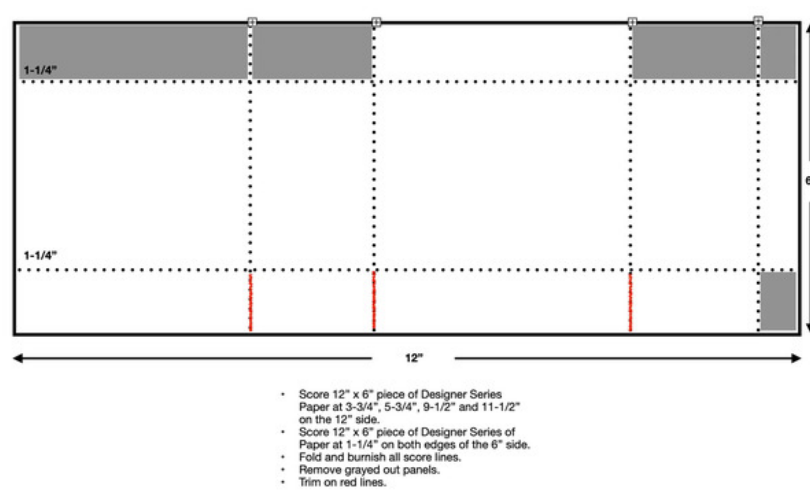 1-1/4"
6
1-1/4"
12"
• Score 12" x 6" piece of Designer Series
Paper at 3-3/4", 5-3/4", 9-1/2" and 11-1/2"
on the 12" side.
• Score 12" x 6" piece of Designer Series of
Paper at 1-1/4" on both edges of the 6" side.
• Fold and burnish all score lines.
• Remove grayed out panels.
• Trim on red lines.